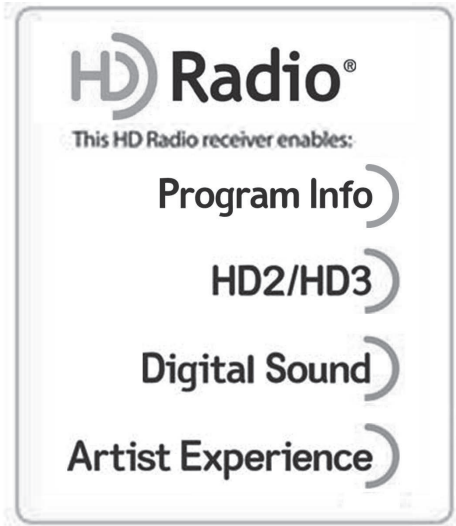 HD Radio®
This HD Radio receiver enables:
Program Info
HD2/HD3
Digital Sound
Artist Experience